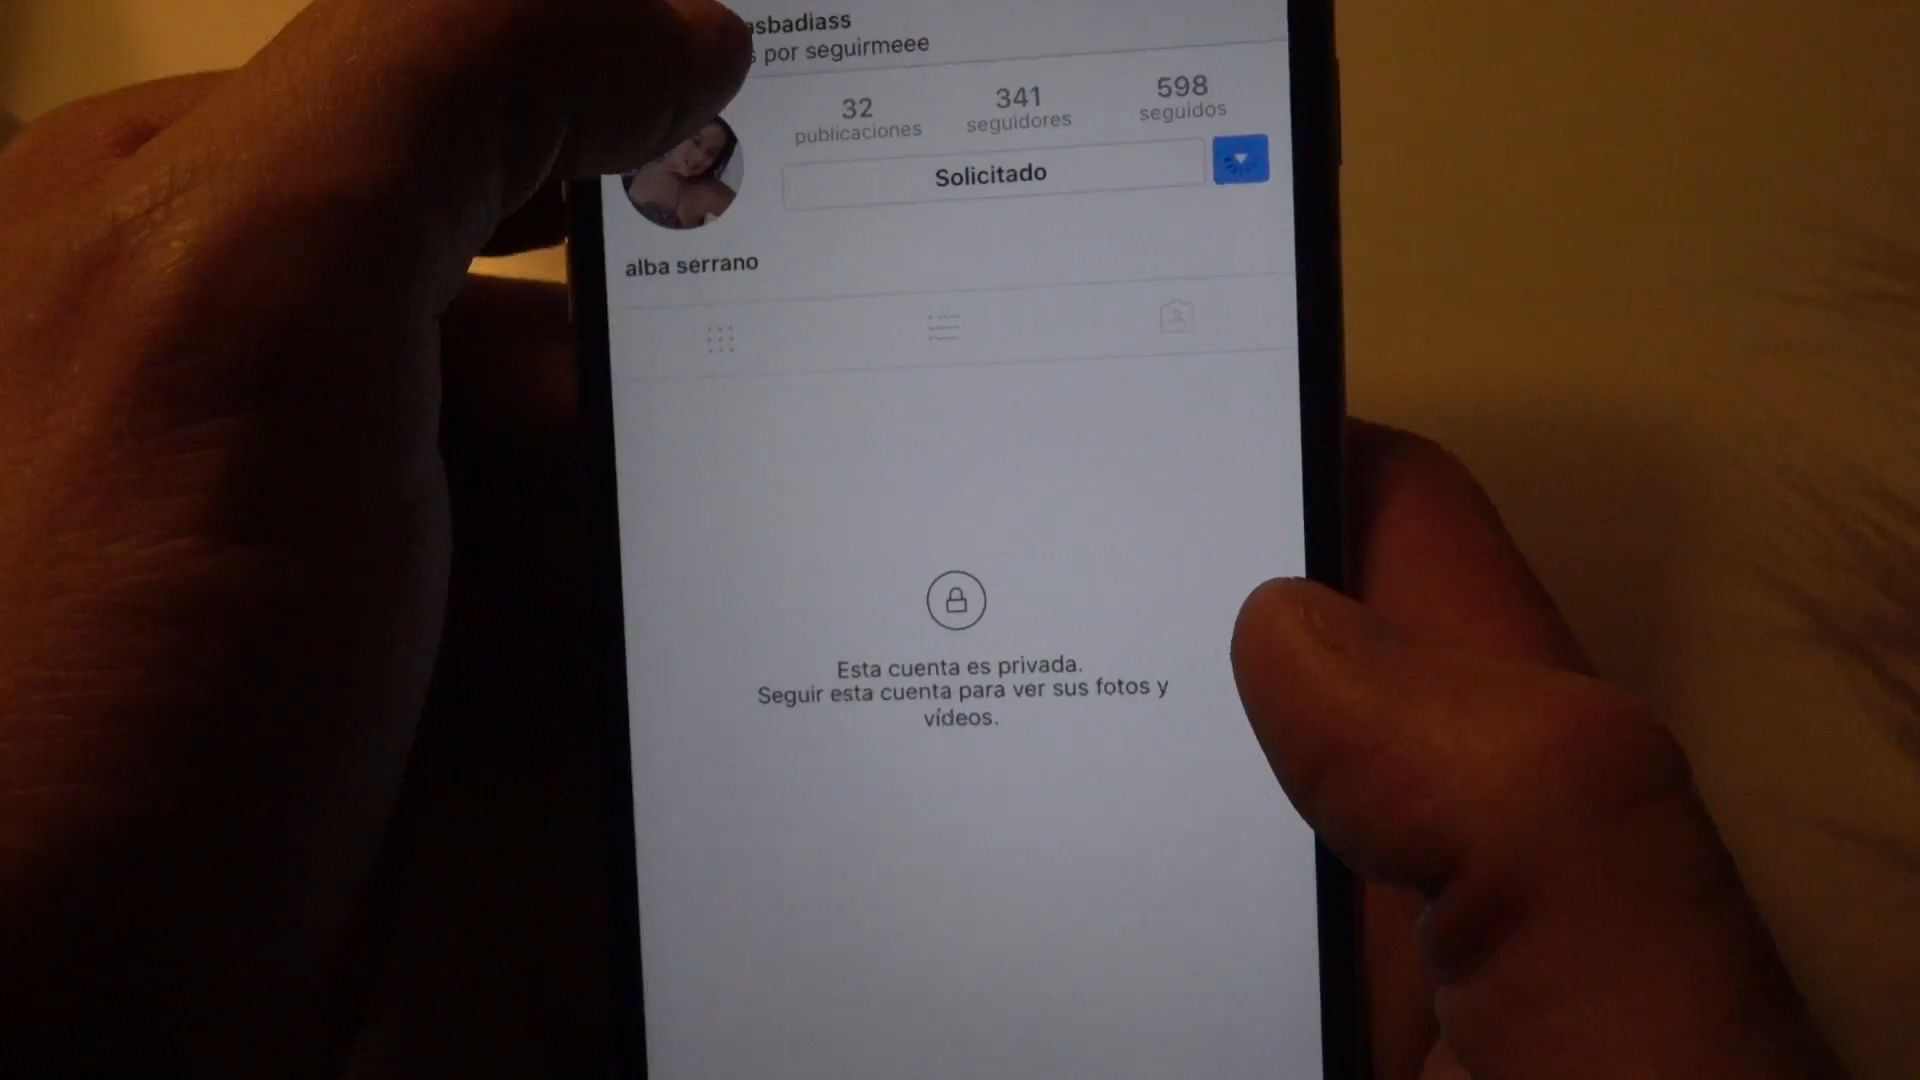 por seguirmeee
32 341 598
publicaciones seguidores seguidos
Solicitado
alba serrano
Esta cuenta es privada.
Seguir esta cuenta para ver sus fotos y
vídeos.